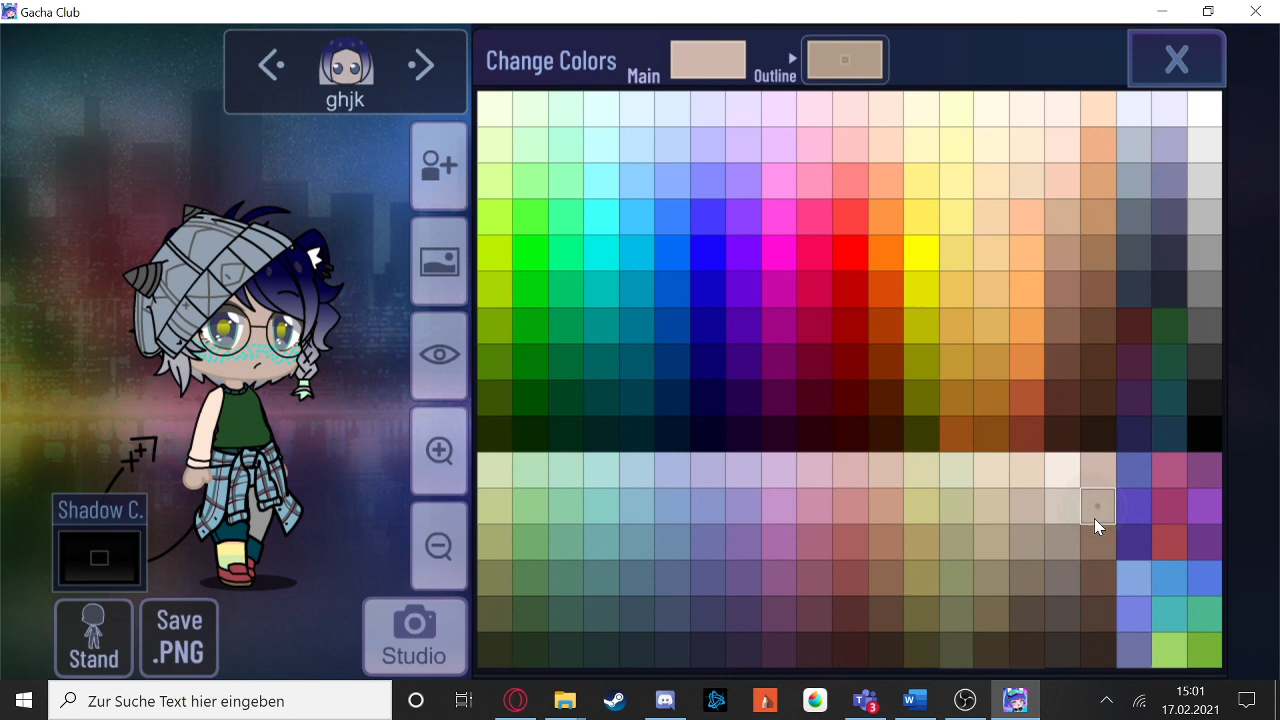 Gacha Club
ghjk
Change Colors
Main
Outline
Shadow C.
Stand
Save
.PNG
Studio
Zur Suche Text hier eingeben
3
W
15:01
17.02.2021